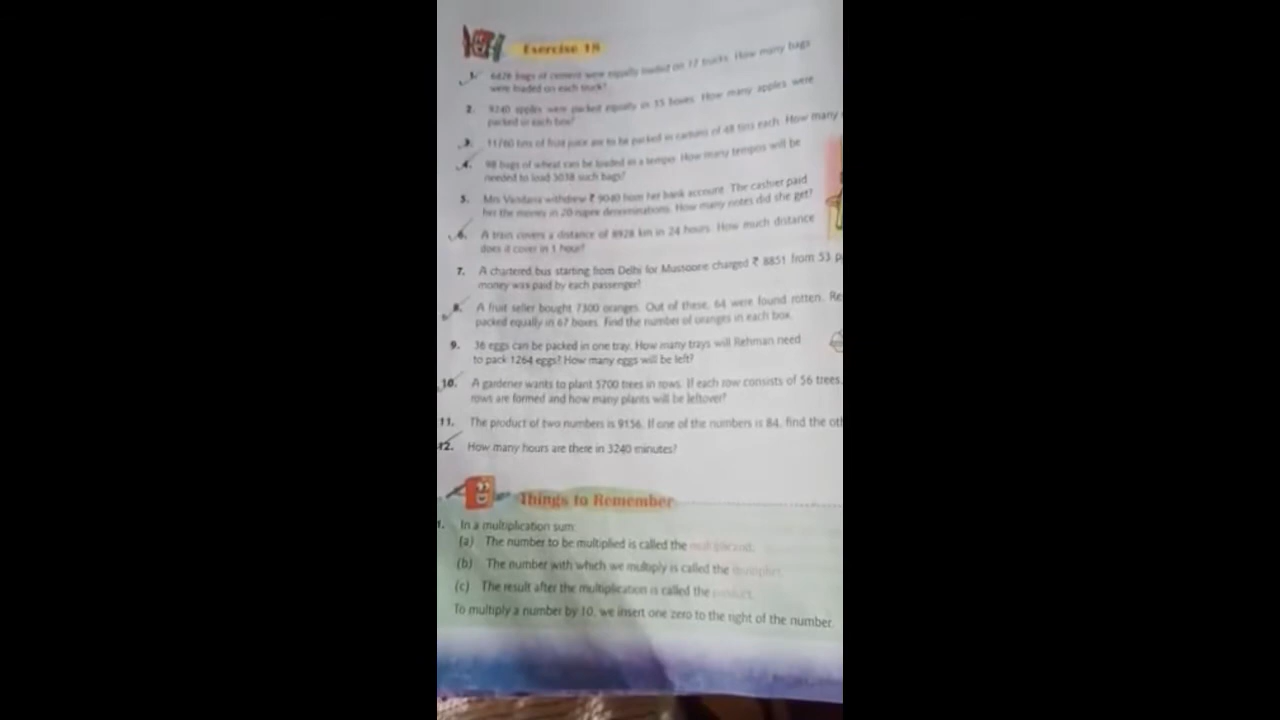 Exercise 18
1. 6426 bags of cement were equally loaded on 17 trucks. How many bags
were loaded on each truck?
2. 9240 apples were packed equally in 15 boxes. How many apples were
packed in each box?
3. tins of fruit juice are to be packed in cartons of 48 tins each. How many
4. 98 bags of wheat can be loaded in a tempo. How many tempos will be
needed to load 3038 such bags?
5. Mrs Vandana withdrew ₹ 9040 from her bank account. The cashier paid
her the money in 20 rupee denominations. How many notes did she get?
6. A train covers a distance of 8928 km in 24 hours. How much distance
does it cover in 1 hour?
7. A chartered bus starting from Delhi for Mussoorie charged ₹ 8851 from 53 p
money was paid by each passenger?
8. A fruit seller bought 7300 oranges. Out of these, 64 were found rotten. Re
packed equally in 67 boxes. Find the number of oranges in each box.
9. 36 eggs can be packed in one tray. How many trays will Rehman need
to pack 1264 eggs? How many eggs will be left?
10. A gardener wants to plant 5700 trees in rows. If each row consists of 56 trees,
rows are formed and how many plants will be leftover?
11. The product of two numbers is 9156. If one of the numbers is 84, find the oth
12. How many hours are there in 3240 minutes?
Things to Remember
1. In a multiplication sum:
(a) The number to be multiplied is called the multiplicand.
(b) The number with which we multiply is called the multiplier.
(c) The result after the multiplication is called the product.
To multiply a number by 10, we insert one zero to the right of the number.